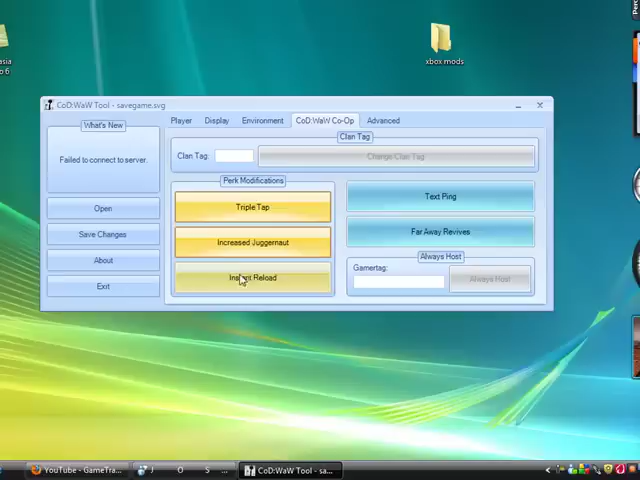 xbox mods
asia
o 6
CoD:WaW Tool - savegame.svg
What's New
Failed to connect to server.
Open
Save Changes
About
Exit
Player Display Environment CoD:WaW Co-Op Advanced
Clan Tag
Clan Tag:
Change Clan Tag
Perk Modifications
Triple Tap
Increased Juggernaut
Instant Reload
Text Ping
Far Away Revives
Always Host
Gamertag:
Always Host
YouTube - GameTra...
J O S ...
CoD:WaW Tool - sa...